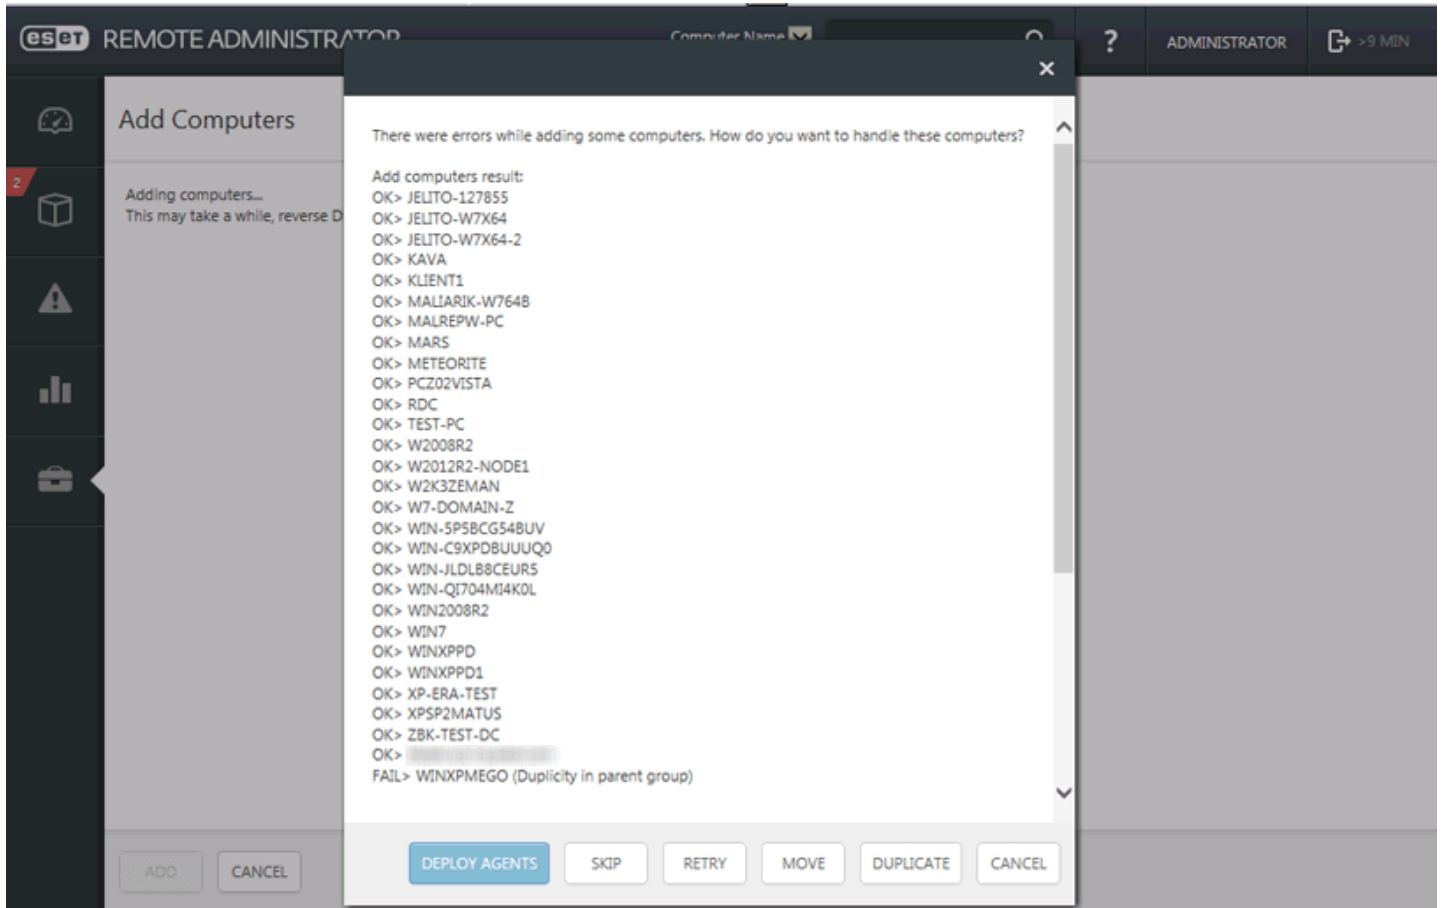 eset REMOTE ADMINISTRATOR
Computer Name
?
ADMINISTRATOR
>9 MIN
Add Computers
2
Adding computers...
This may take a while, reverse D
There were errors while adding some computers. How do you want to handle these computers?
Add computers result:
OK> JELITO-127855
OK> JELITO-W7X64
OK> JELITO-W7X64-2
OK> KAVA
OK> KLIENT1
OK> MALIARIK-W764B
OK> MALREPW-PC
OK> MARS
OK> METEORITE
OK> PCZ02VISTA
OK> RDC
OK> TEST-PC
OK> W2008R2
OK> W2012R2-NODE1
OK> W2K3ZEMAN
OK> W7-DOMAIN-Z
OK> WIN-5P5BCG54BUV
OK> WIN-C9XPDBUUUQ0
OK> WIN-JLDLB8CEUR5
OK> WIN-QI704MI4K0L
OK> WIN2008R2
OK> WIN7
OK> WINXPPD
OK> WINXPPD1
OK> XP-ERA-TEST
OK> XPSP2MATUS
OK> ZBK-TEST-DC
OK>
FAIL> WINXPMEGO (Duplicity in parent group)
DEPLOY AGENTS
SKIP
RETRY
MOVE
DUPLICATE
CANCEL
ADD
CANCEL